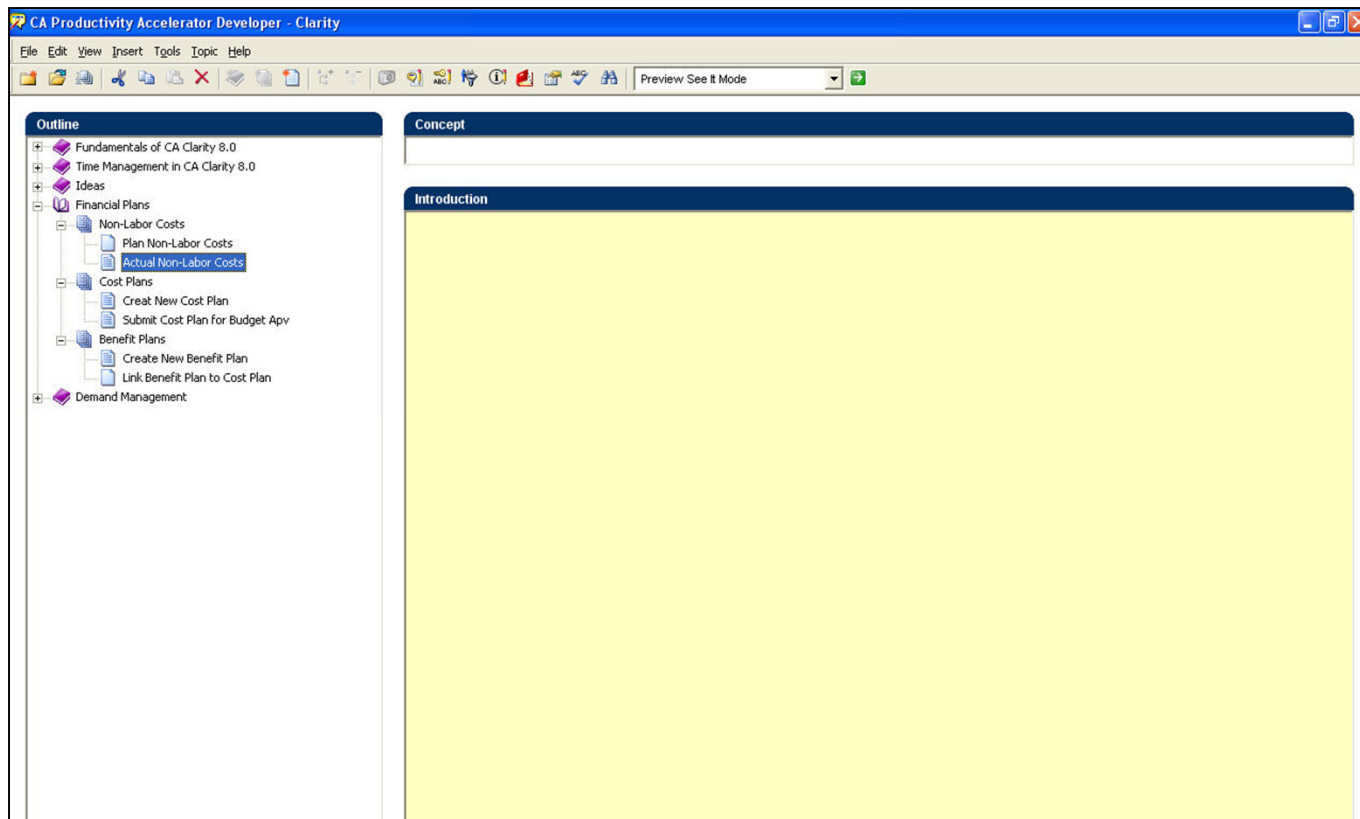 CA Productivity Accelerator Developer - Clarity
File Edit View Insert Tools Topic Help
Preview See It Mode
Outline
Fundamentals of CA Clarity 8.0
Time Management in CA Clarity 8.0
Ideas
Financial Plans
Non-Labor Costs
Plan Non-Labor Costs
Actual Non-Labor Costs
Cost Plans
Creat New Cost Plan
Submit Cost Plan for Budget Apv
Benefit Plans
Create New Benefit Plan
Link Benefit Plan to Cost Plan
Demand Management
Concept
Introduction